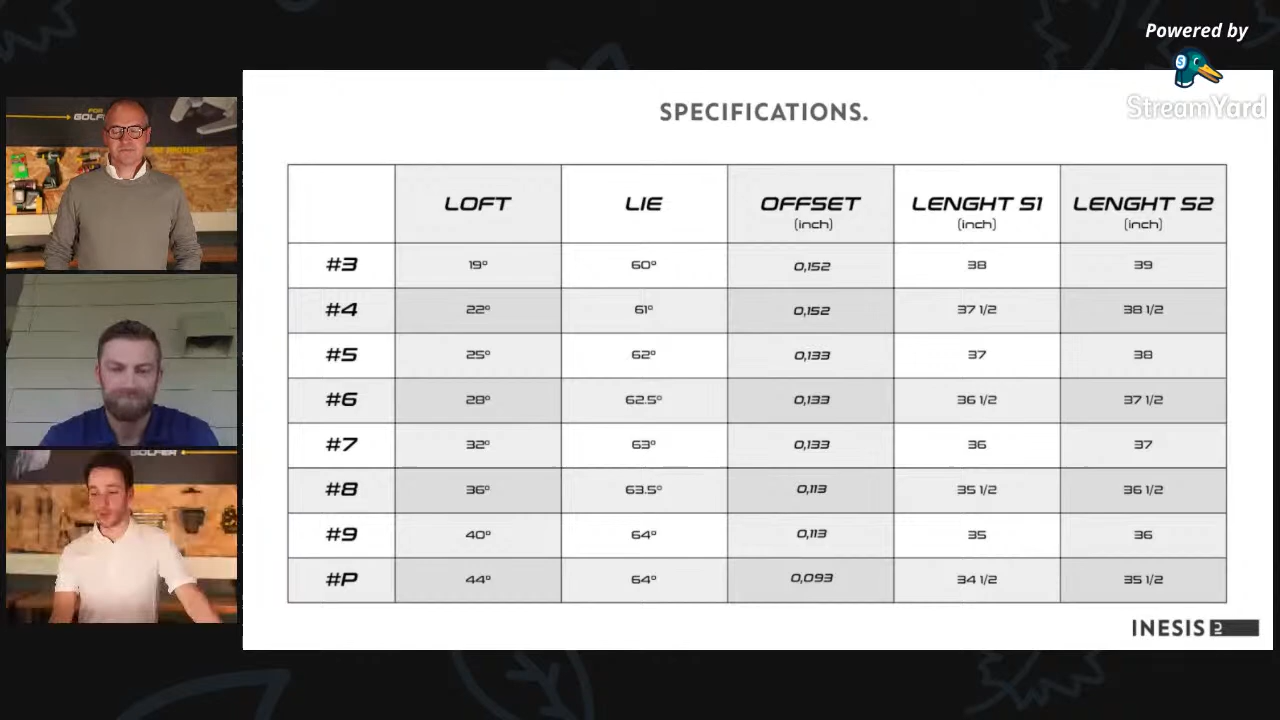 Powered by
StreamYard
FOR
GOLF
SPECIFICATIONS.
LOFT LIE OFFSET LENGHT S1 LENGHT S2
(inch) (inch) (inch)
#3 19° 60° 0,152 38 39
#4 22° 61° 0,152 37 1/2 38 1/2
#5 25° 62° 0,133 37 38
#6 28° 62.5° 0,133 36 1/2 37 1/2
#7 32° 63° 0,133 36 37
#8 36° 63.5° 0,113 35 1/2 36 1/2
#9 40° 64° 0,113 35 36
#P 44° 64° 0,093 34 1/2 35 1/2
GOLFER
INESIS